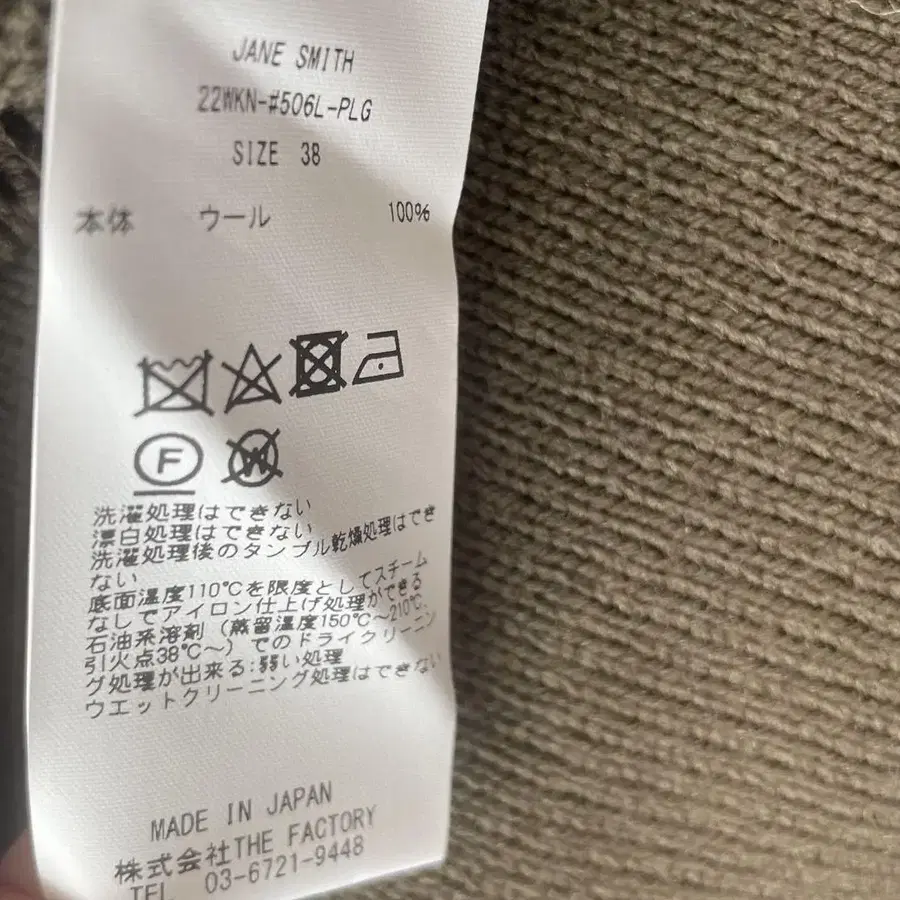 JANE SMITH
22WKN-#506L-PLG
SIZE 38
本体 ウール 100%
F
W
洗濯処理はできない
漂白処理はできない
洗濯処理後のタンブル乾燥処理はでき
ない
底面温度110℃を限度としてスチーム
なしでアイロン仕上げ処理ができる
石油系溶剤（蒸留温度150℃～210℃、
引火点38℃～）でのドライクリーニン
グ処理が出来る:弱い処理
ウエットクリーニング処理はできない
MADE IN JAPAN
株式会社THE FACTORY
TEL 03-6721-9448